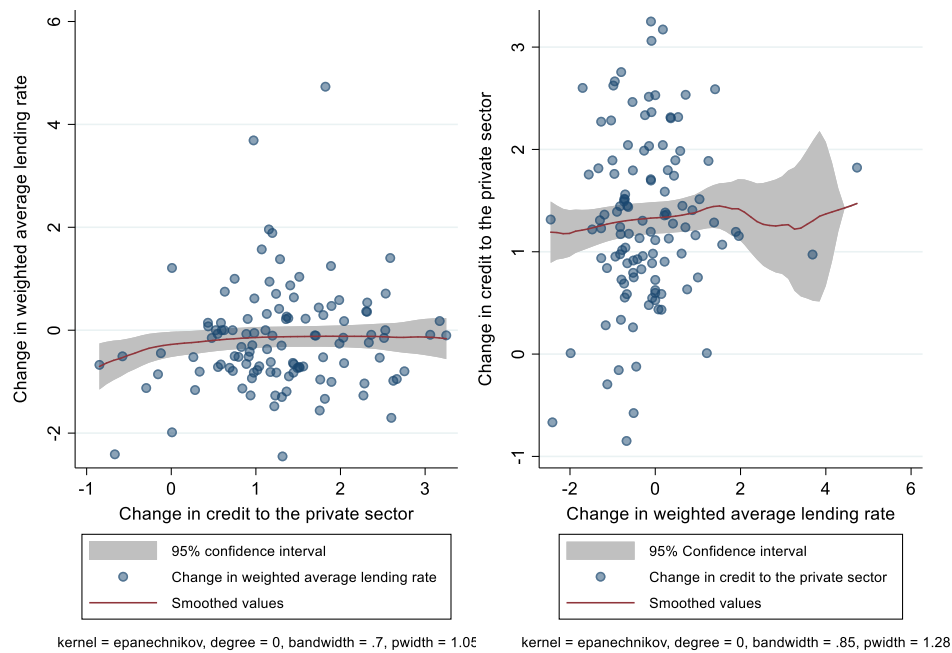 Change in weighted average lending rate
6
4
2
0
-2
-1 0 1 2 3
Change in credit to the private sector
95% confidence interval
Change in weighted average lending rate
Smoothed values
kernel = epanechnikov, degree = 0, bandwidth = .7, pwidth = 1.05
Change in credit to the private sector
3
2
1
0
-1
-2 0 2 4 6
Change in weighted average lending rate
95% Confidence interval
Change in credit to the private sector
Smoothed values
kernel = epanechnikov, degree = 0, bandwidth = .85, pwidth = 1.28